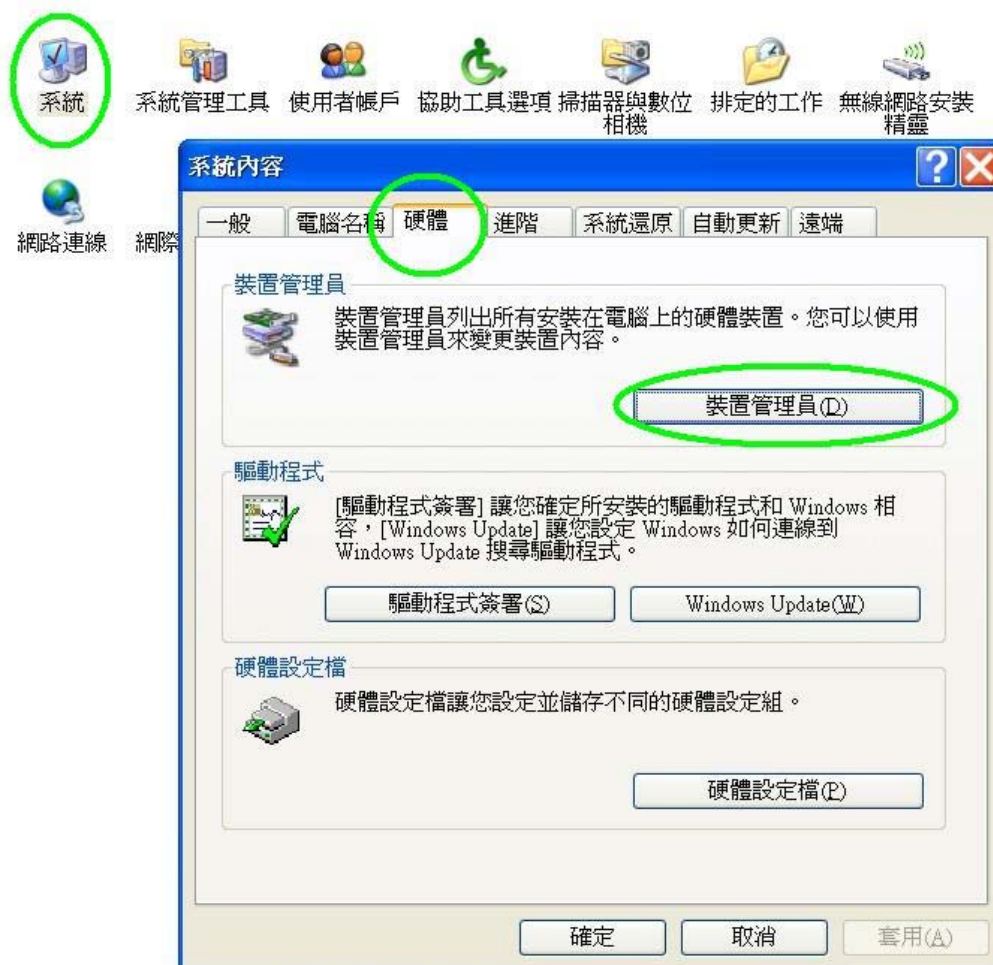 系統 系統管理工具 使用者帳戶 協助工具選項 掃描器與數位 排定的工作 無線網路安裝
相機 精靈
系統內容
網路連線 網際
一般 電腦名稱 硬體 進階 系統還原 自動更新 遠端
裝置管理員
裝置管理員列出所有安裝在電腦上的硬體裝置。您可以使用
裝置管理員來變更裝置內容。
裝置管理員(D)
驅動程式
[驅動程式簽署] 讓您確定所安裝的驅動程式和 Windows 相
容,[Windows Update] 讓您設定 Windows 如何連線到
Windows Update 搜尋驅動程式。
驅動程式簽署(S) Windows Update(W)
硬體設定檔
硬體設定檔讓您設定並儲存不同的硬體設定組。
硬體設定檔(P)
確定 取消 套用(A)